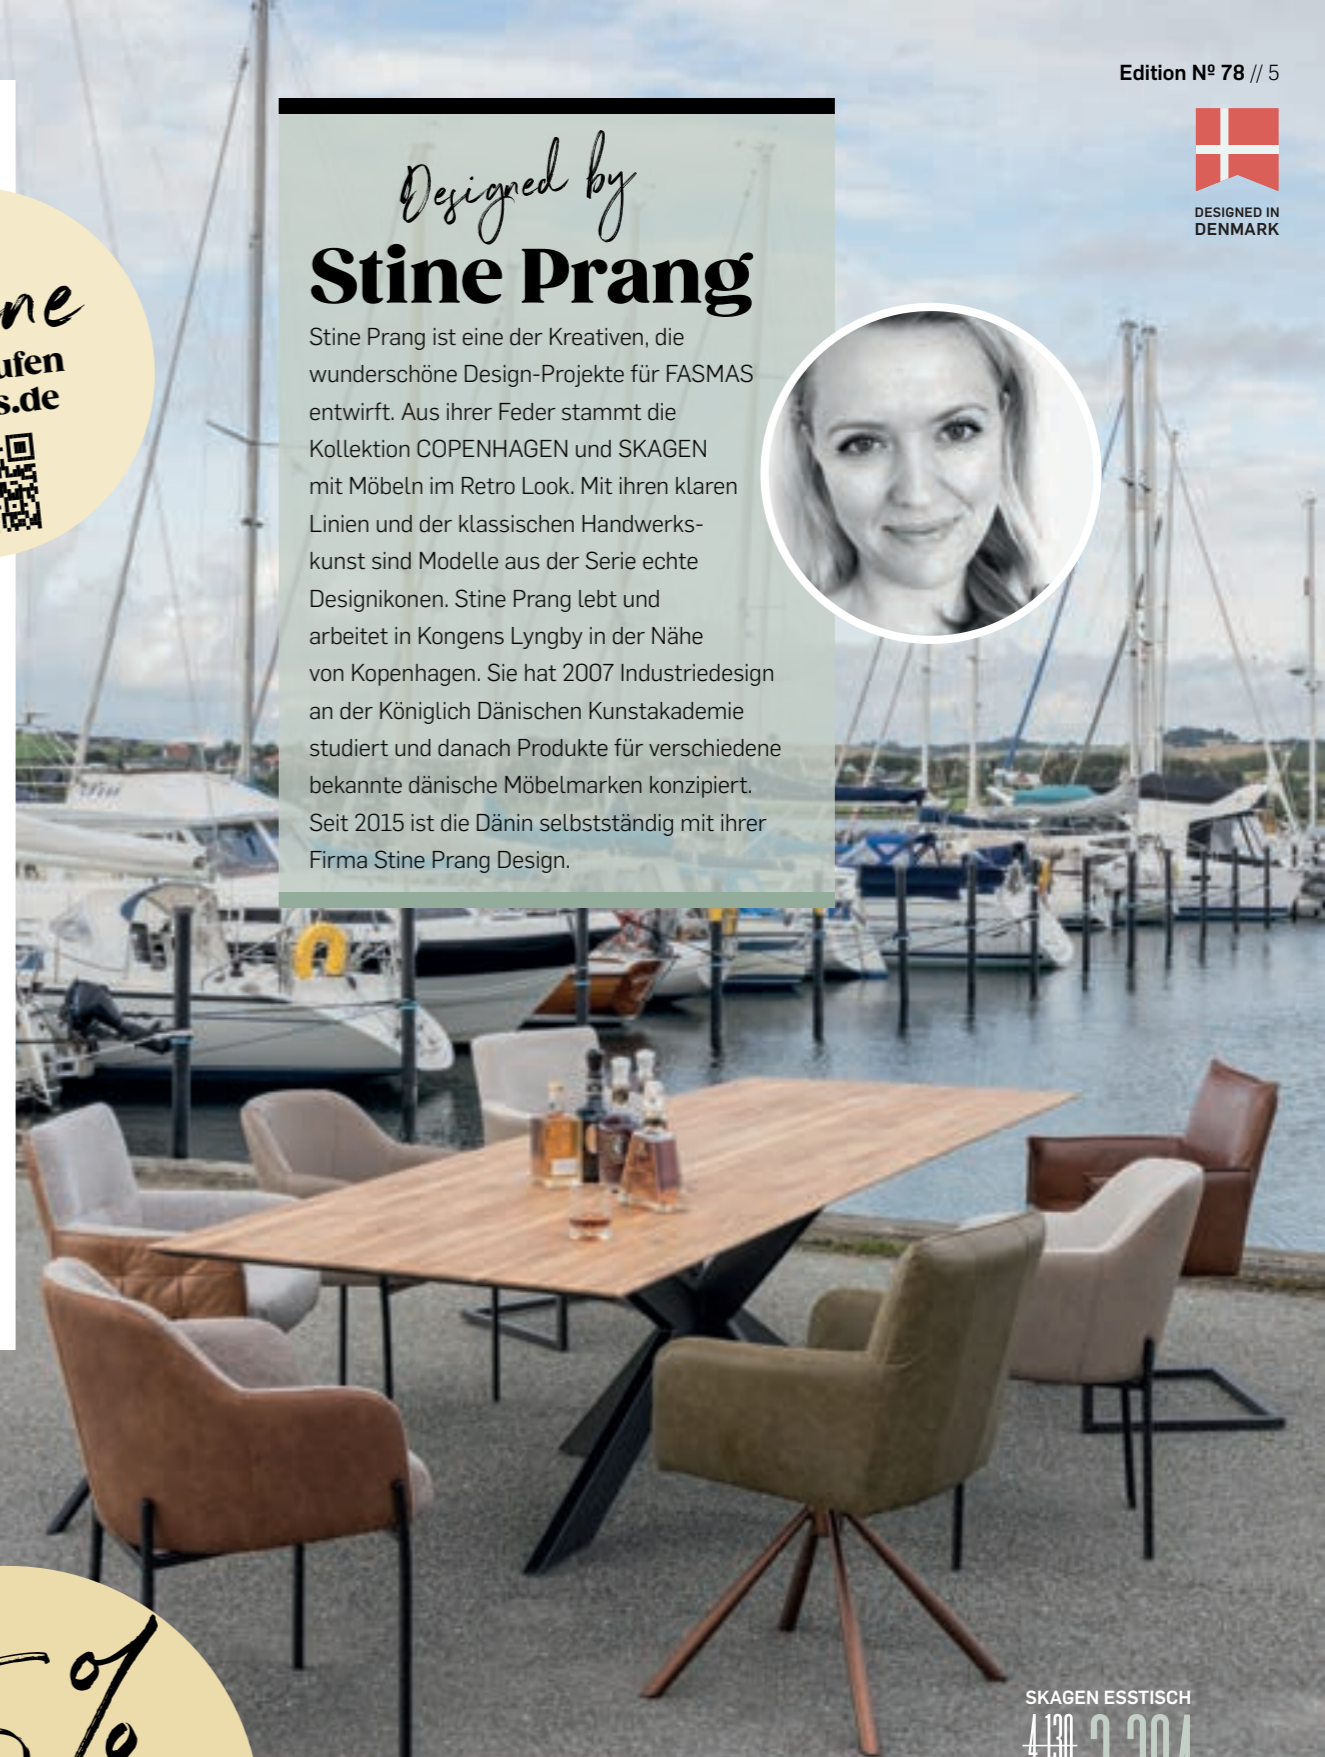 Edition Nº 78 // 5
DESIGNED IN
DENMARK
Designed by
Stine Prang
Stine Prang ist eine der Kreativen, die
wunderschöne Design-Projekte für FASMAS
entwirft. Aus ihrer Feder stammt die
Kollektion COPENHAGEN und SKAGEN
mit Möbeln im Retro Look. Mit ihren klaren
Linien und der klassischen Handwerks-
kunst sind Modelle aus der Serie echte
Designikonen. Stine Prang lebt und
arbeitet in Kongens Lyngby in der Nähe
von Kopenhagen. Sie hat 2007 Industriedesign
an der Königlich Dänischen Kunstakademie
studiert und danach Produkte für verschiedene
bekannte dänische Möbelmarken konzipiert.
Seit 2015 ist die Dänin selbstständig mit ihrer
Firma Stine Prang Design.
ne
ufen
s.de
%
SKAGEN ESSTISCH
4.130